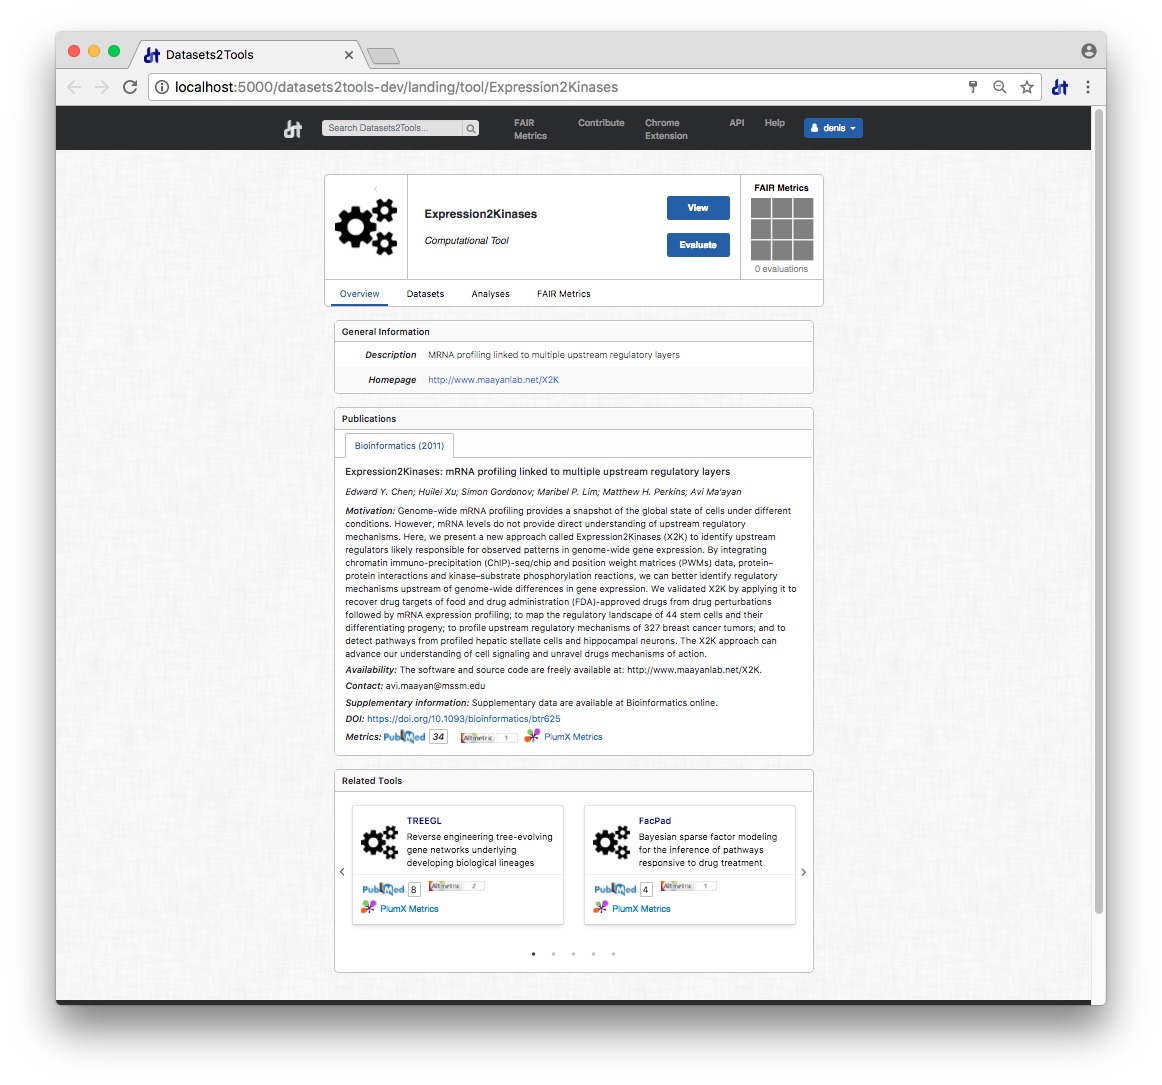 Datasets2Tools
localhost:5000/datasets2tools-dev/landing/tool/Expression2Kinases
dt
Search Datasets2Tools...
FAIR Metrics
Contribute
Chrome Extension
API
Help
denis
Expression2Kinases
Computational Tool
View
Evaluate
FAIR Metrics
0 evaluations
Overview Datasets Analyses FAIR Metrics
General Information
Description MRNA profiling linked to multiple upstream regulatory layers
Homepage http://www.maayanlab.net/X2K
Publications
Bioinformatics (2011)
Expression2Kinases: mRNA profiling linked to multiple upstream regulatory layers
Edward Y. Chen; Huilei Xu; Simon Gordonov; Maribel P. Lim; Matthew H. Perkins; Avi Ma'ayan
Motivation: Genome-wide mRNA profiling provides a snapshot of the global state of cells under different
conditions. However, mRNA levels do not provide direct understanding of upstream regulatory
mechanisms. Here, we present a new approach called Expression2Kinases (X2K) to identify upstream
regulators likely responsible for observed patterns in genome-wide gene expression. By integrating
chromatin immuno-precipitation (ChIP)-seq/chip and position weight matrices (PWMs) data, protein–
protein interactions and kinase–substrate phosphorylation reactions, we can better identify regulatory
mechanisms upstream of genome-wide differences in gene expression. We validated X2K by applying it to
recover drug targets of food and drug administration (FDA)-approved drugs from drug perturbations
followed by mRNA expression profiling; to map the regulatory landscape of 44 stem cells and their
differentiating progeny; to profile upstream regulatory mechanisms of 327 breast cancer tumors; and to
detect pathways from profiled hepatic stellate cells and hippocampal neurons. The X2K approach can
advance our understanding of cell signaling and unravel drugs mechanisms of action.
Availability: The software and source code are freely available at: http://www.maayanlab.net/X2K.
Contact: avi.maayan@mssm.edu
Supplementary information: Supplementary data are available at Bioinformatics online.
DOI: https://doi.org/10.1093/bioinformatics/btr625
Metrics: PubMed 34 Altmetric 1 PlumX Metrics
Related Tools
TREEGL
Reverse engineering tree-evolving
gene networks underlying
developing biological lineages
PubMed 8 Altmetric 2
PlumX Metrics
FacPad
Bayesian sparse factor modeling
for the inference of pathways
responsive to drug treatment
PubMed 4 Altmetric 1
PlumX Metrics